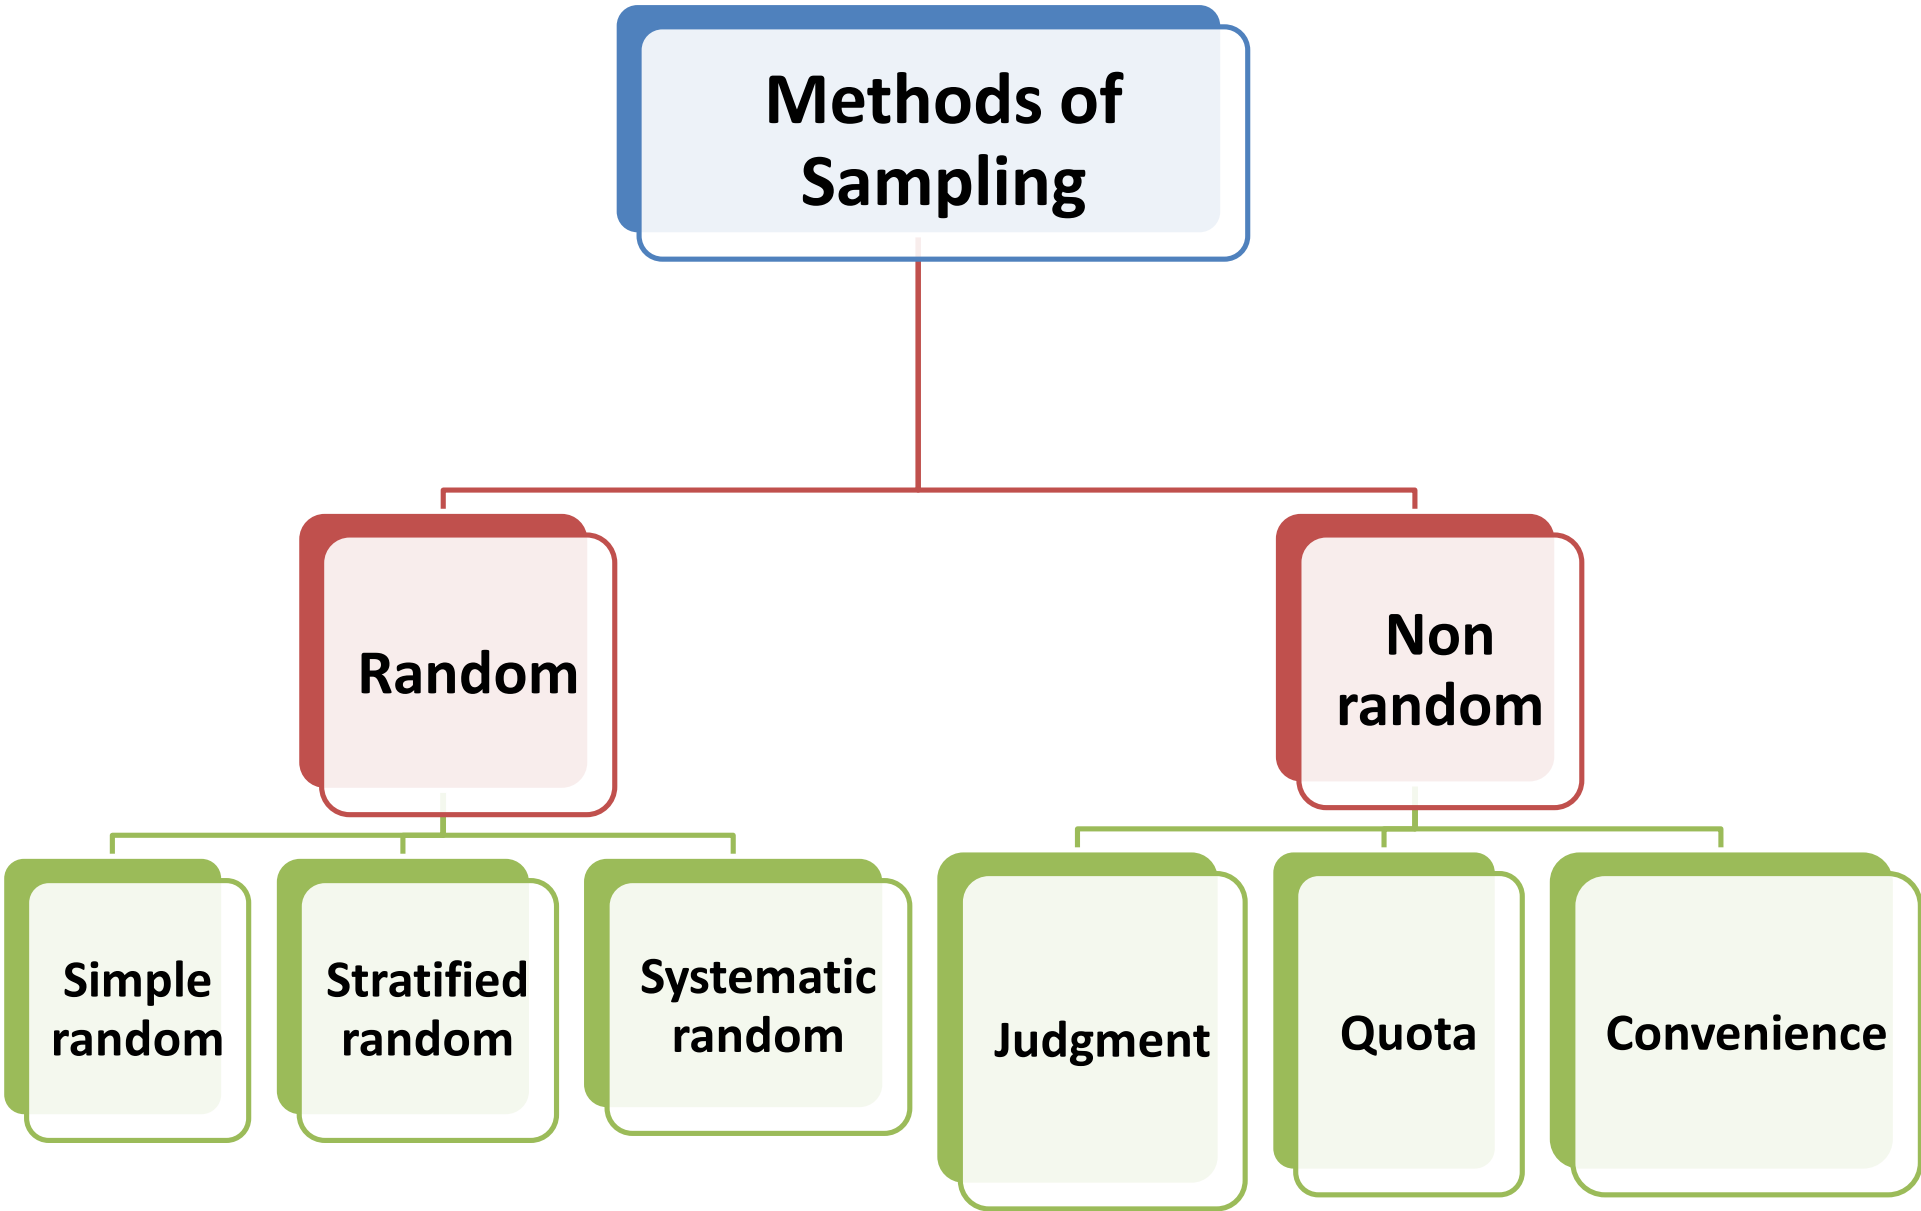 Methods of
Sampling
Random
Non
random
Simple
random
Stratified
random
Systematic
random
Judgment
Quota
Convenience